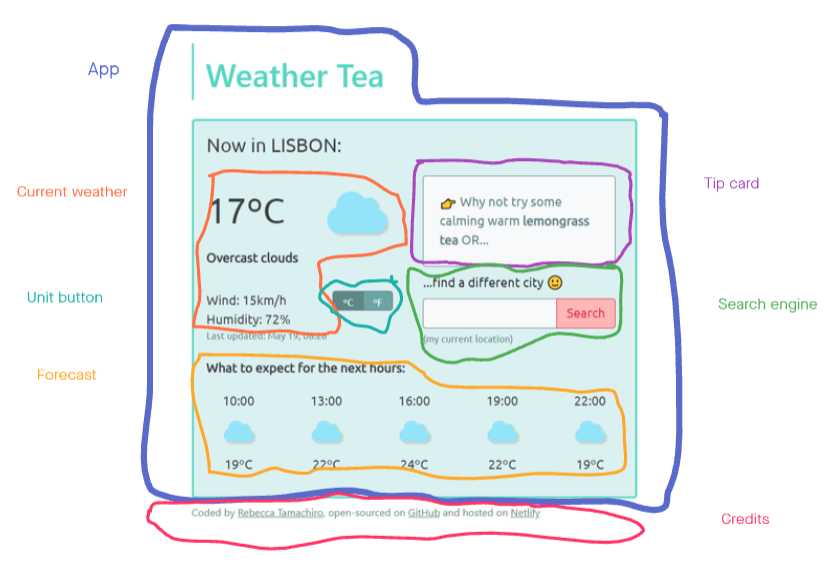 App
Weather Tea
Now in LISBON:
Current weather
17°C
Overcast clouds
Wind: 15km/h
Humidity: 72%
Last updated: May 19, 08:26
Unit button
°C
°F
Tip card
👉 Why not try some
calming warm lemongrass
tea OR...
...find a different city 🙂
Search
(my current location)
Search engine
Forecast
What to expect for the next hours:
10:00 13:00 16:00 19:00 22:00
19°C 22°C 24°C 22°C 19°C
Coded by Rebecca Tamachiro, open-sourced on GitHub and hosted on Netlify
Credits